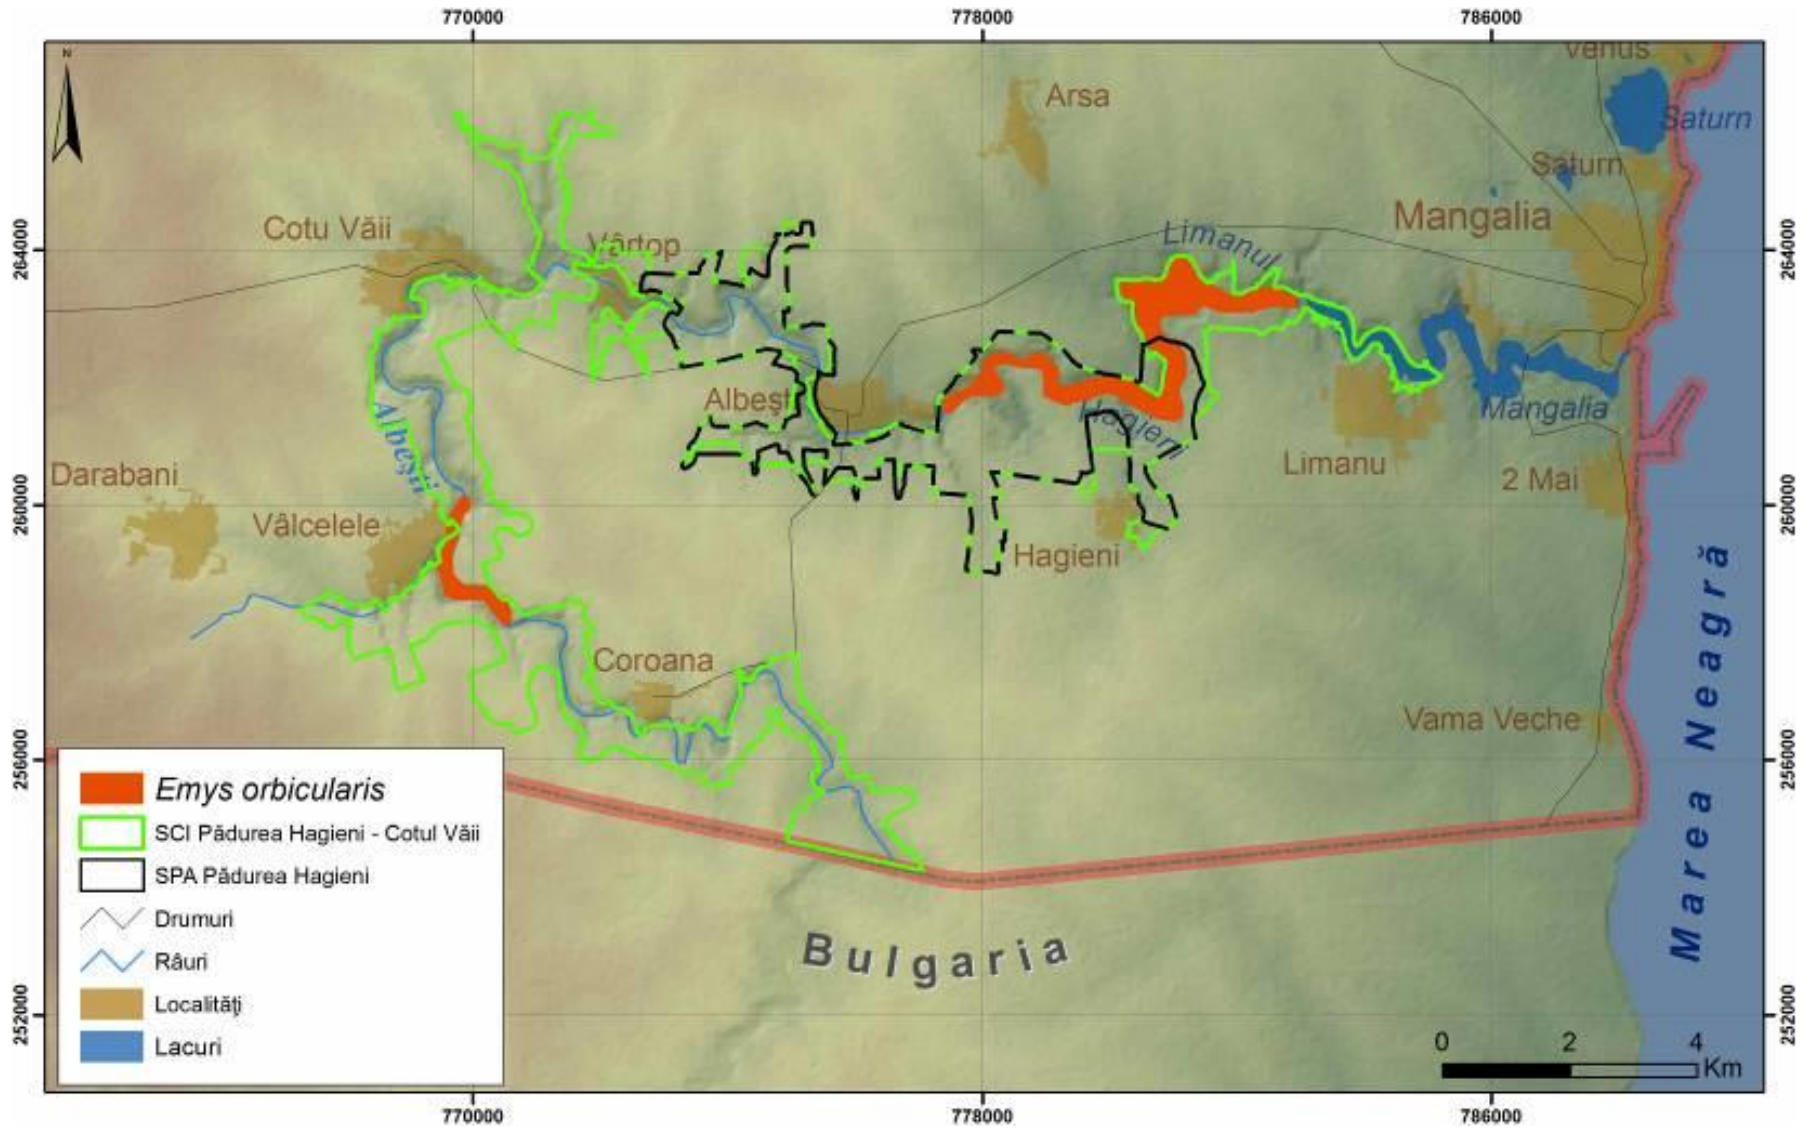 770000
778000
786000
N
Venus
Arsa
Saturn
Saturn
Cotu Văii
Vârtop
Limanul
Mangalia
264000
264000
Albeşti
Albeşti
Hagieni
Mangalia
Darabani
Limanu
2 Mai
Vâlcelele
260000
260000
Hagieni
Coroana
Vama Veche
Marea Neagră
256000
256000
Emys orbicularis
SCI Pădurea Hagieni - Cotul Văii
SPA Pădurea Hagieni
Drumuri
Râuri
Localităţi
Lacuri
Bulgaria
252000
252000
0 2 4
Km
770000
778000
786000